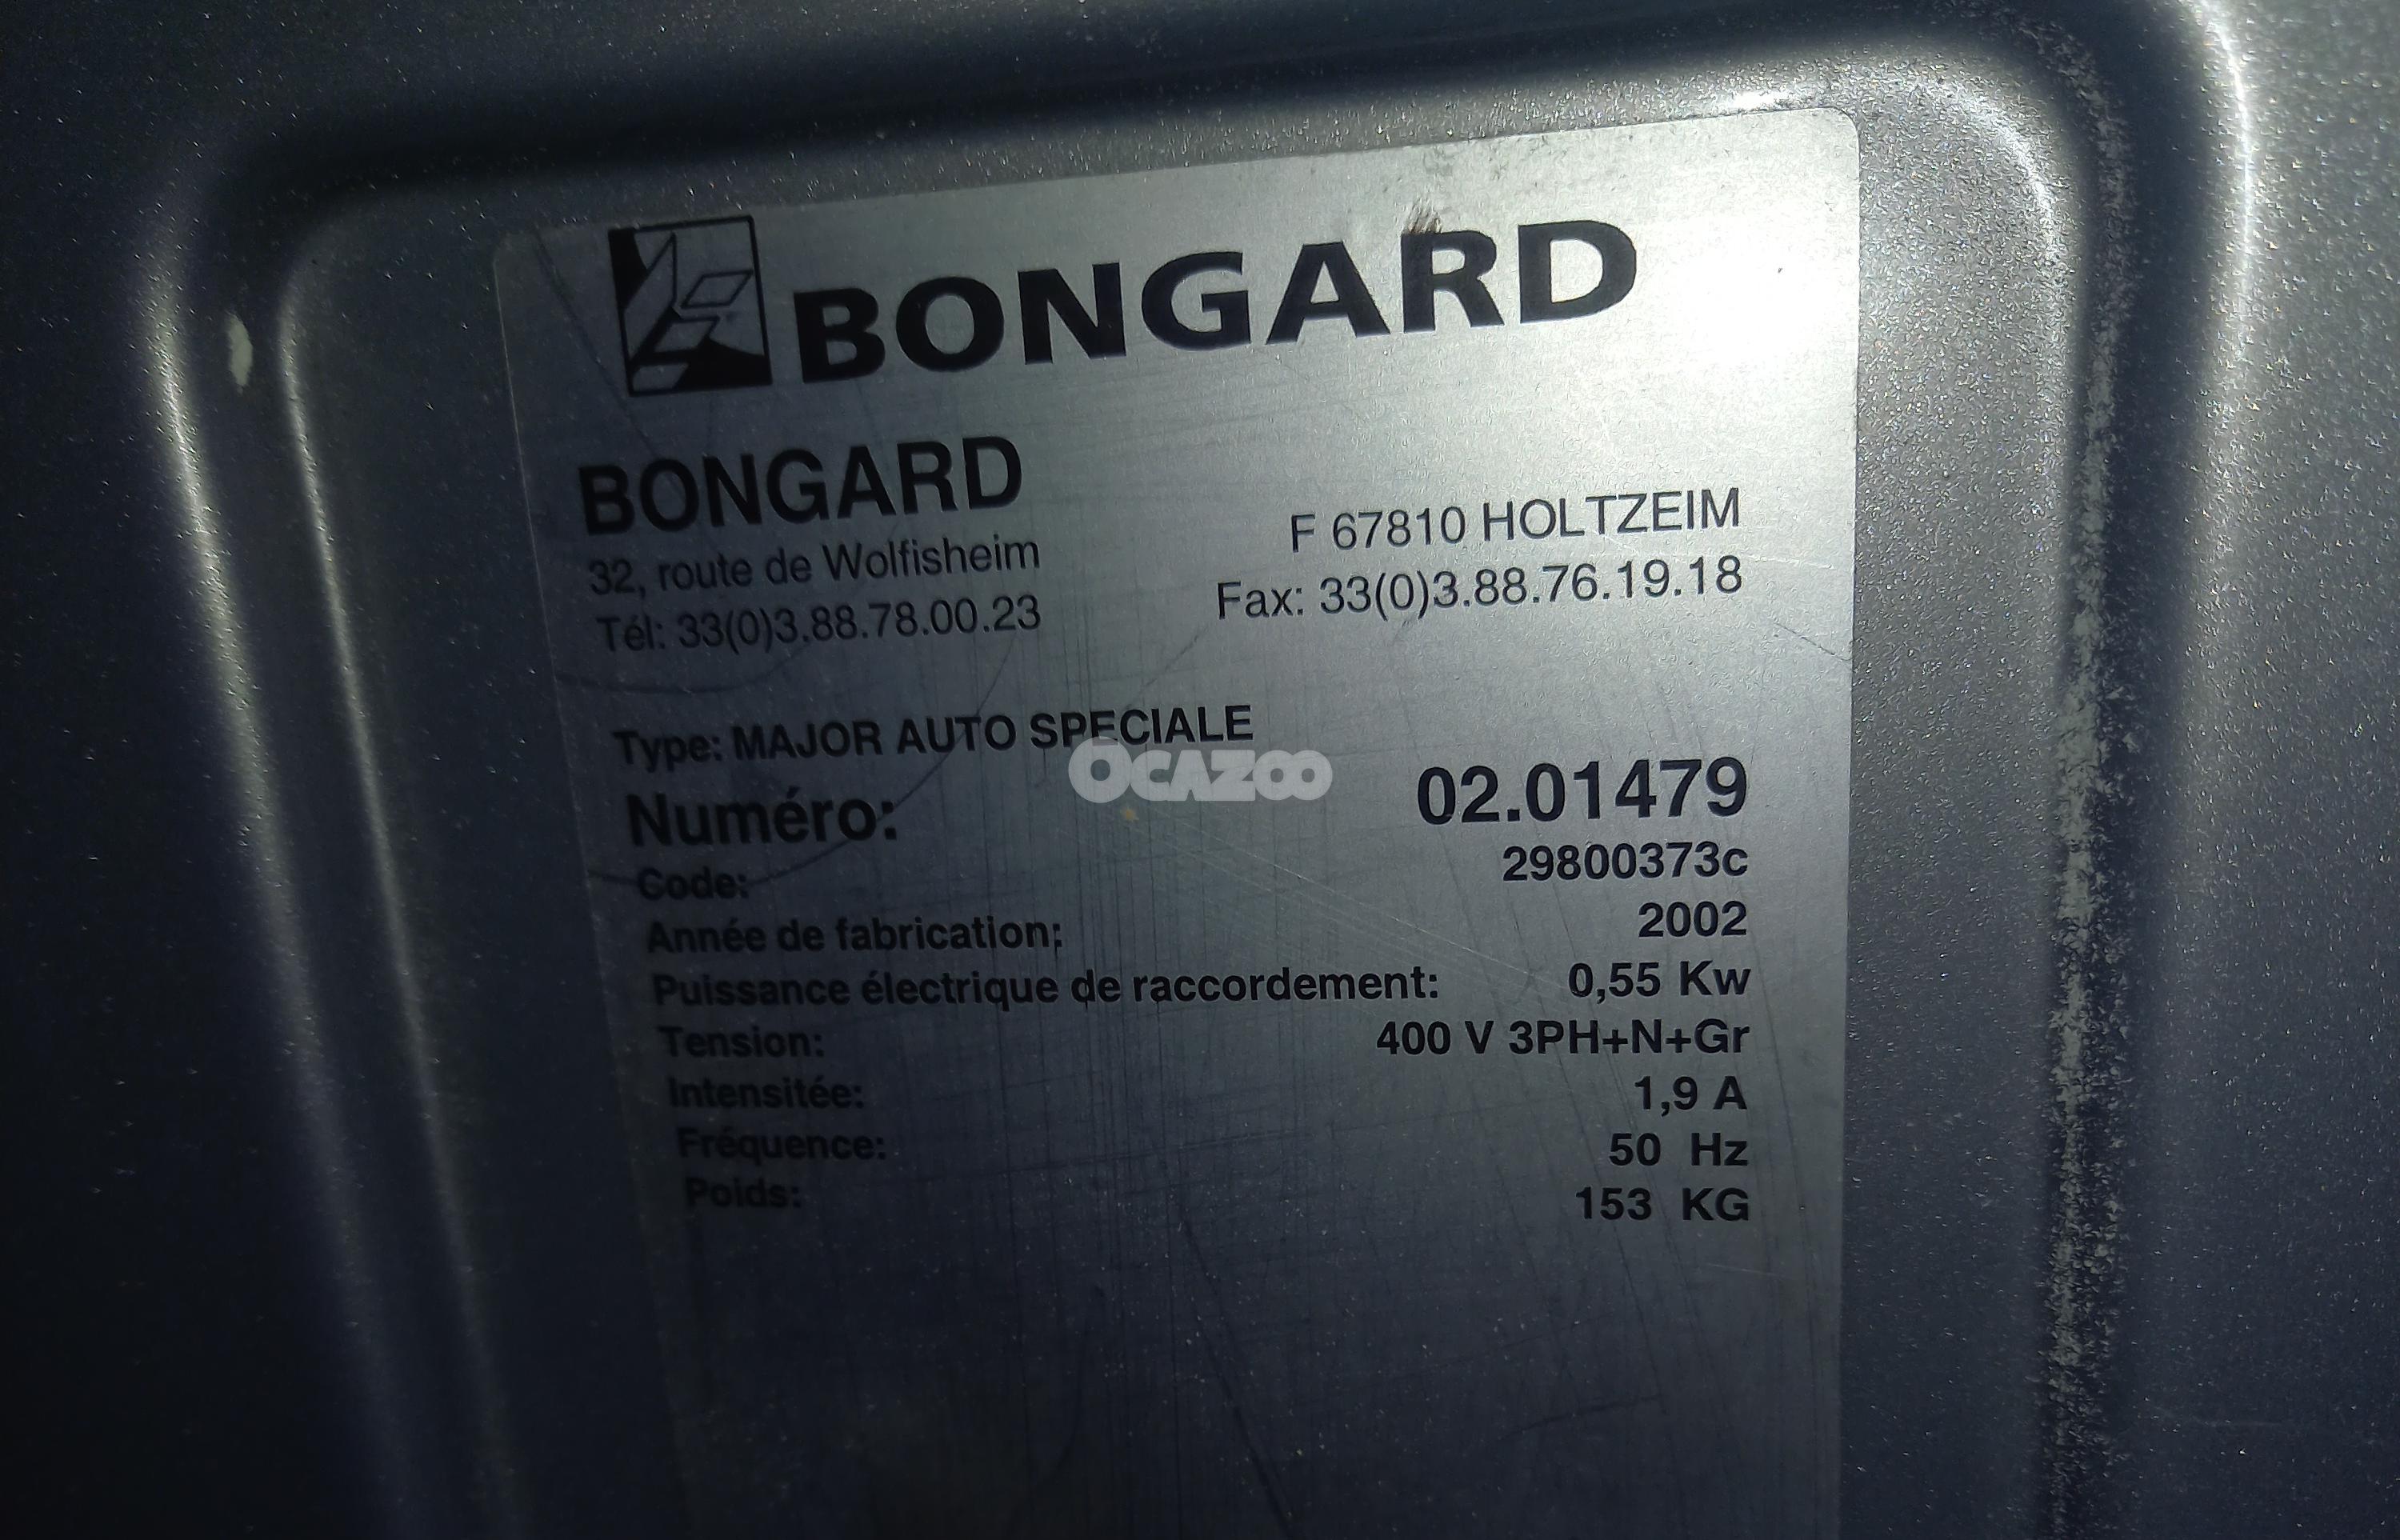 BONGARD
BONGARD
32, route de Wolfisheim F 67810 HOLTZEIM
Tél: 33(0)3.88.78.00.23 Fax: 33(0)3.88.76.19.18
Type: MAJOR AUTO SPECIALE
OCAZOO
Numéro: 02.01479
Code: 29800373c
Année de fabrication: 2002
Puissance électrique de raccordement: 0,55 Kw
Tension: 400 V 3PH+N+Gr
Intensitée: 1,9 A
Fréquence: 50 Hz
Poids: 153 KG